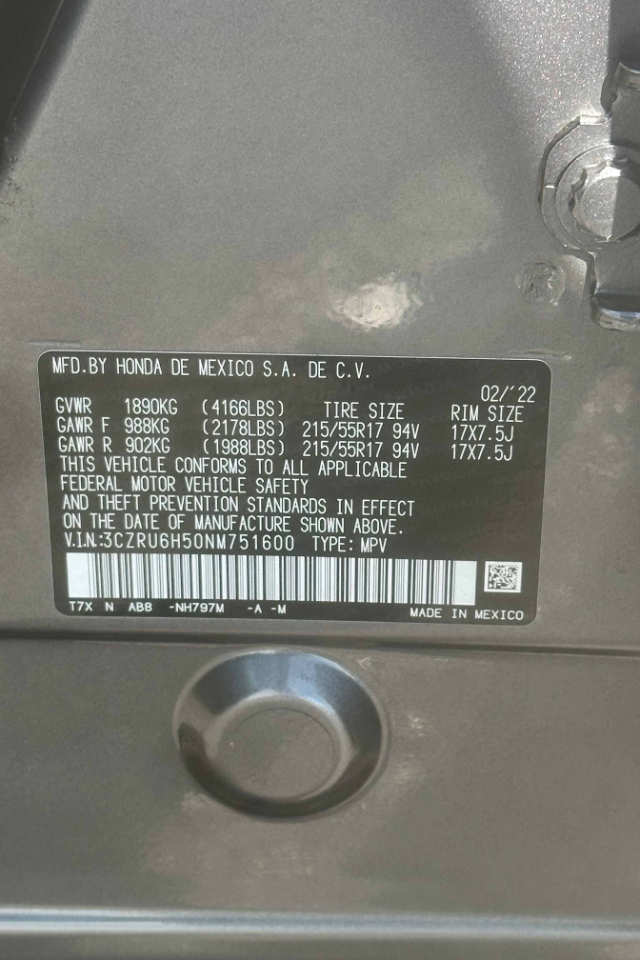 MFD.BY HONDA DE MEXICO S.A. DE C.V.
02/'22
GVWR 1890KG (4166LBS) TIRE SIZE RIM SIZE
GAWR F 988KG (2178LBS) 215/55R17 94V 17X7.5J
GAWR R 902KG (1988LBS) 215/55R17 94V 17X7.5J
THIS VEHICLE CONFORMS TO ALL APPLICABLE
FEDERAL MOTOR VEHICLE SAFETY
AND THEFT PREVENTION STANDARDS IN EFFECT
ON THE DATE OF MANUFACTURE SHOWN ABOVE.
V.I.N.:3CZRU6H50NM751600 TYPE: MPV
T7X N AB8 -NH797M -A -M MADE IN MEXICO